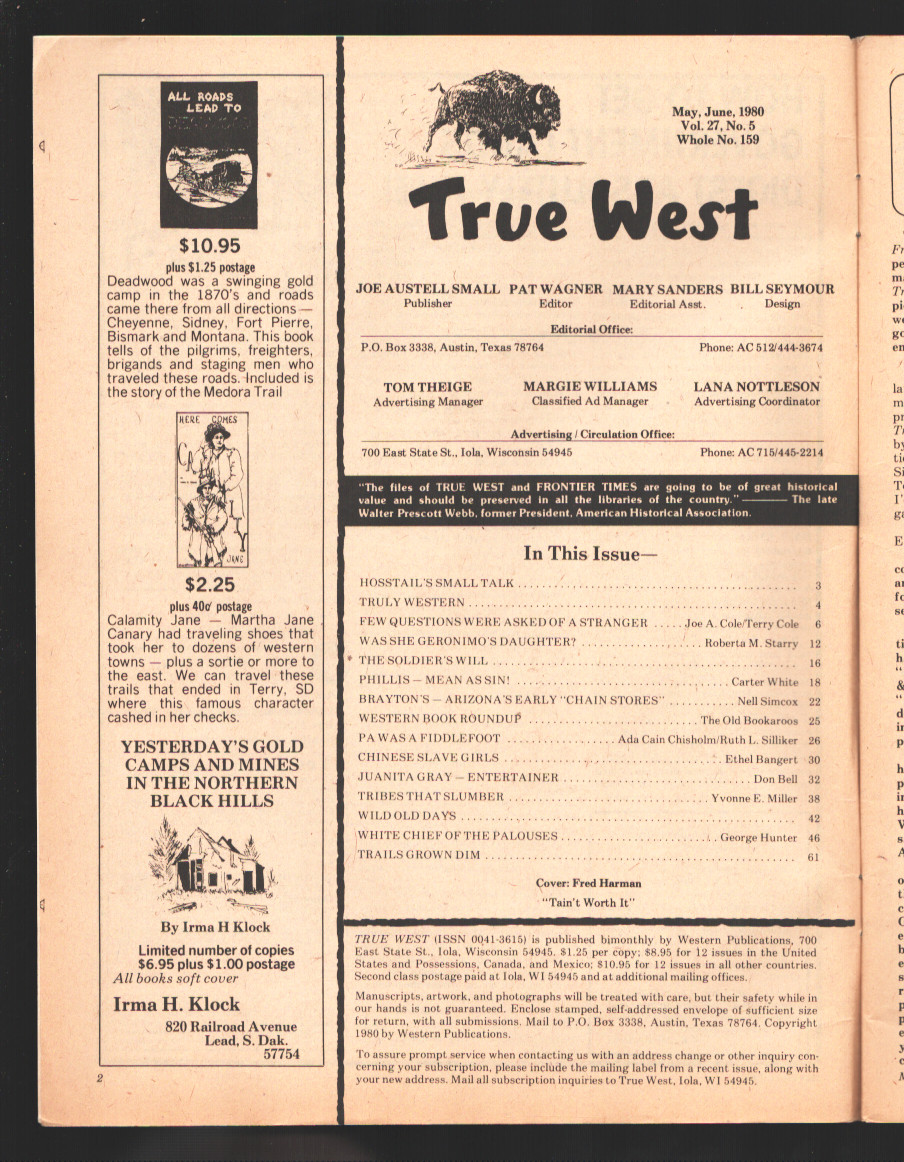 ALL ROADS
LEAD TO
DEADWOOD
$10.95
plus $1.25 postage
Deadwood was a swinging gold
camp in the 1870's and roads
came there from all directions —
Cheyenne, Sidney, Fort Pierre,
Bismark and Montana. This book
tells of the pilgrims, freighters,
brigands and staging men who
traveled these roads. Included is
the story of the Medora Trail
HERE COMES
CALAMITY
JANE
$2.25
plus 40¢ postage
Calamity Jane — Martha Jane
Canary had traveling shoes that
took her to dozens of western
towns — plus a sortie or more to
the east. We can travel these
trails that ended in Terry, SD
where this famous character
cashed in her checks.
YESTERDAY'S GOLD
CAMPS AND MINES
IN THE NORTHERN
BLACK HILLS
By Irma H Klock
Limited number of copies
$6.95 plus $1.00 postage
All books soft cover
Irma H. Klock
820 Railroad Avenue
Lead, S. Dak.
57754
2
May, June, 1980
Vol. 27, No. 5
Whole No. 159
True West
JOE AUSTELL SMALL PAT WAGNER MARY SANDERS BILL SEYMOUR
Publisher Editor Editorial Asst. Design
Editorial Office:
P.O. Box 3338, Austin, Texas 78764 Phone: AC 512/444-3674
TOM THEIGE MARGIE WILLIAMS LANA NOTTLESON
Advertising Manager Classified Ad Manager Advertising Coordinator
Advertising / Circulation Office:
700 East State St., Iola, Wisconsin 54945 Phone: AC 715/445-2214
"The files of TRUE WEST and FRONTIER TIMES are going to be of great historical
value and should be preserved in all the libraries of the country." ——— The late
Walter Prescott Webb, former President, American Historical Association.
In This Issue—
HOSSTAIL'S SMALL TALK 3
TRULY WESTERN 4
FEW QUESTIONS WERE ASKED OF A STRANGER Joe A. Cole/Terry Cole 6
WAS SHE GERONIMO'S DAUGHTER? Roberta M. Starry 12
THE SOLDIER'S WILL 16
PHILLIS — MEAN AS SIN! Carter White 18
BRAYTON'S — ARIZONA'S EARLY "CHAIN STORES" Nell Simcox 22
WESTERN BOOK ROUNDUP The Old Bookaroos 25
PA WAS A FIDDLEFOOT Ada Cain Chisholm/Ruth L. Silliker 26
CHINESE SLAVE GIRLS Ethel Bangert 30
JUANITA GRAY — ENTERTAINER Don Bell 32
TRIBES THAT SLUMBER Yvonne E. Miller 38
WILD OLD DAYS 42
WHITE CHIEF OF THE PALOUSES George Hunter 46
TRAILS GROWN DIM 61
Cover: Fred Harman
"Tain't Worth It"
TRUE WEST (ISSN 0041-3615) is published bimonthly by Western Publications, 700
East State St., Iola, Wisconsin 54945. $1.25 per copy; $8.95 for 12 issues in the United
States and Possessions, Canada, and Mexico; $10.95 for 12 issues in all other countries.
Second class postage paid at Iola, WI 54945 and at additional mailing offices.
Manuscripts, artwork, and photographs will be treated with care, but their safety while in
our hands is not guaranteed. Enclose stamped, self-addressed envelope of sufficient size
for return, with all submissions. Mail to P.O. Box 3338, Austin, Texas 78764. Copyright
1980 by Western Publications.
To assure prompt service when contacting us with an address change or other inquiry con-
cerning your subscription, please include the mailing label from a recent issue, along with
your new address. Mail all subscription inquiries to True West, Iola, WI 54945.